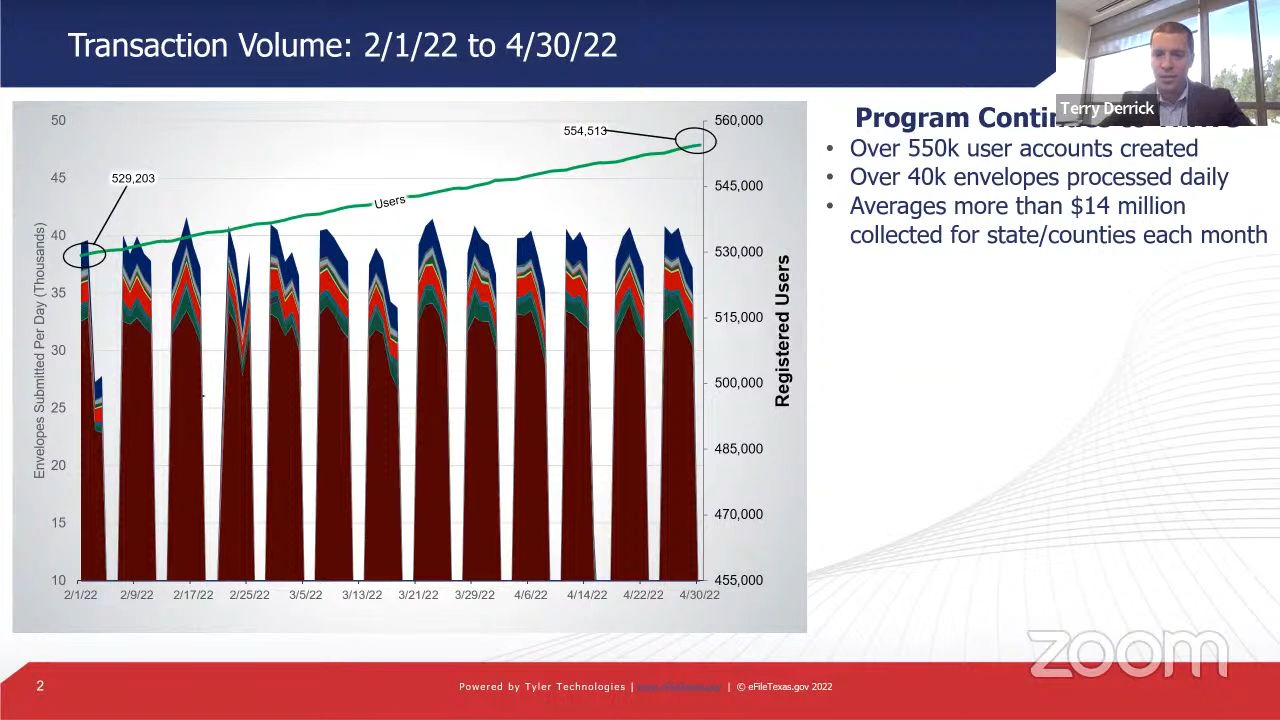 Transaction Volume: 2/1/22 to 4/30/22
Terry Derrick
50
45
40
35
30
25
20
15
10
Envelopes Submitted Per Day (Thousands)
529,203
Users
554,513
560,000
545,000
530,000
515,000
500,000
485,000
470,000
455,000
Registered Users
2/1/22 2/9/22 2/17/22 2/25/22 3/5/22 3/13/22 3/21/22 3/29/22 4/6/22 4/14/22 4/22/22 4/30/22
Program
• Over 550k user accounts created
• Over 40k envelopes processed daily
• Averages more than $14 million
collected for state/counties each month
zoom
2
Powered by Tyler Technologies | | © eFileTexas.gov 2022